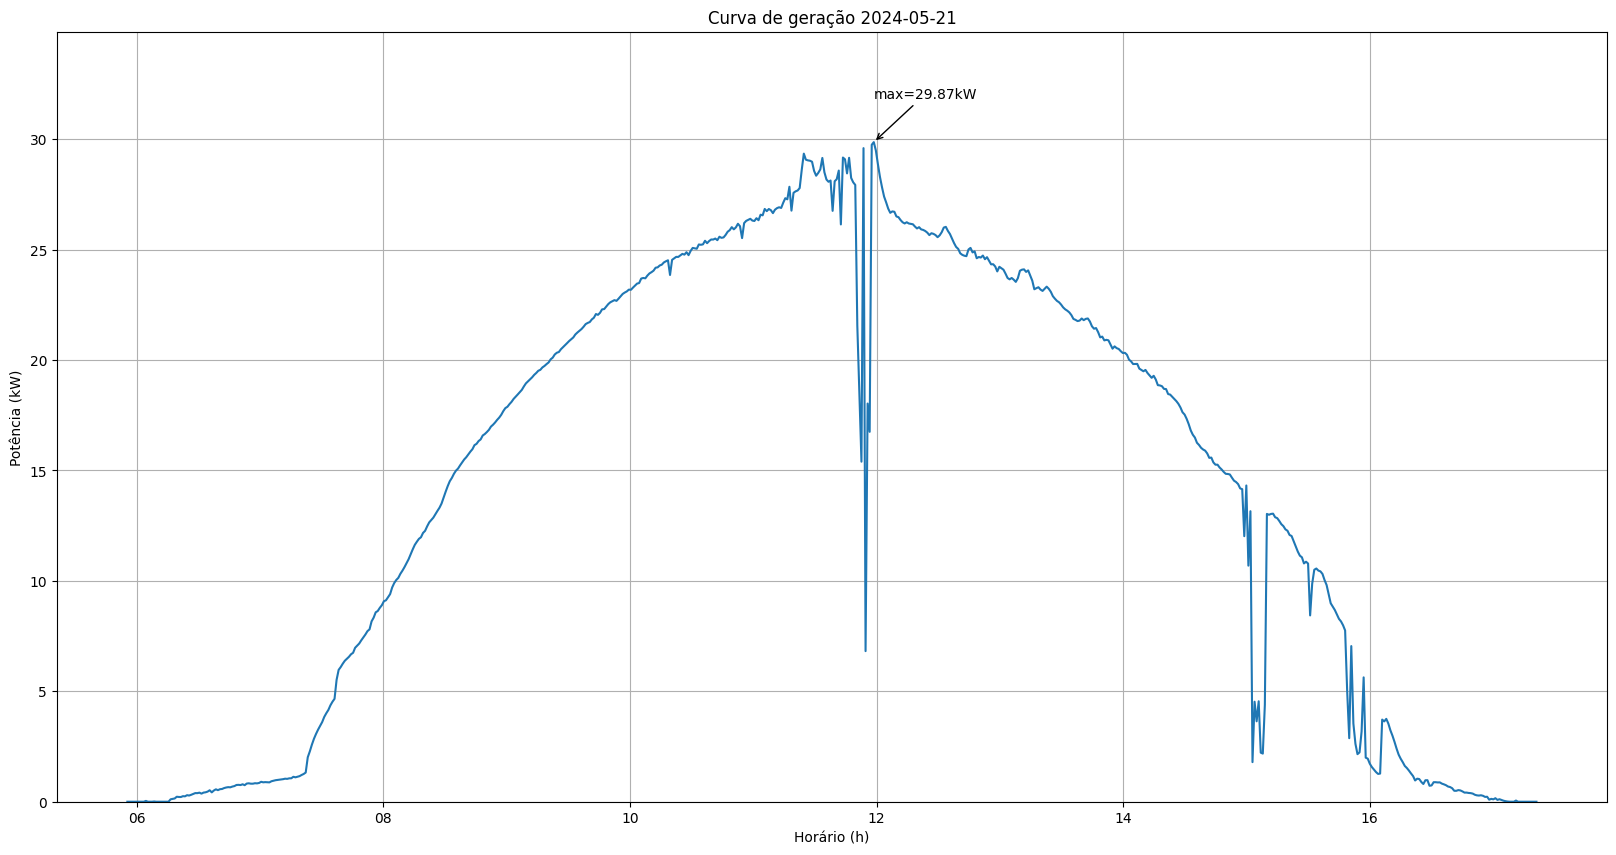 Curva de geração 2024-05-21
max=29.87kW
30
25
20
15
10
5
0
Potência (kW)
06 08 10 12 14 16
Horário (h)